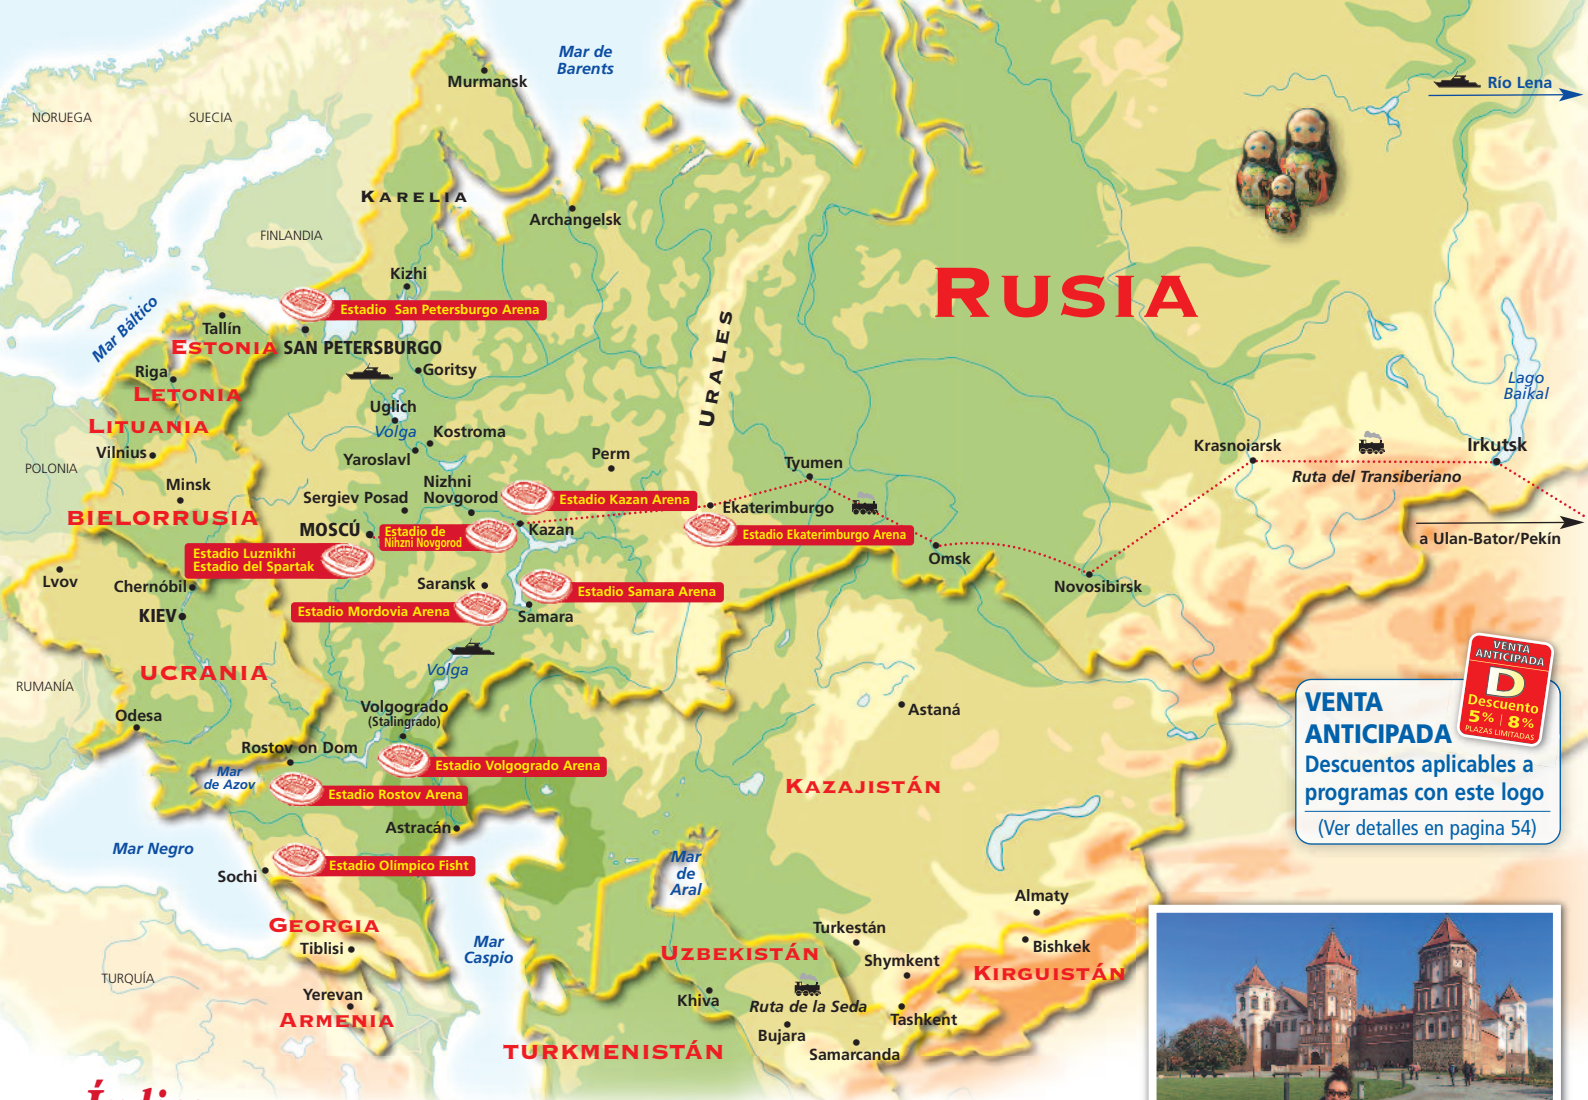 Mar de
Barents
Río Lena
Murmansk
NORUEGA
SUECIA
KARELIA
Archangelsk
FINLANDIA
Kizhi
RUSIA
Estadio San Petersburgo Arena
Mar Báltico
Tallín
ESTONIA
SAN PETERSBURGO
Riga
Goritsy
LETONIA
URALES
Lago
Baikal
Uglich
LITUANIA
Volga
Kostroma
Vilnius
Yaroslavl
Perm
Tyumen
Krasnoiarsk
Irkutsk
POLONIA
Ruta del Transiberiano
Minsk
Nizhni
Novgorod
Sergiev Posad
Estadio Kazan Arena
Ekaterimburgo
BIELORRUSIA
MOSCÚ
Estadio de
Nihzni Novgorod
Kazan
Estadio Ekaterimburgo Arena
a Ulan-Bator/Pekín
Estadio Luznikhi
Estadio del Spartak
Omsk
Lvov
Chernóbil
Saransk
Estadio Samara Arena
Novosibirsk
KIEV
Estadio Mordovia Arena
Samara
UCRANIA
Volga
RUMANÍA
VENTA
ANTICIPADA
D
Descuento
5% | 8%
PLAZAS LIMITADAS
VENTA
ANTICIPADA
Descuentos aplicables a
programas con este logo
(Ver detalles en pagina 54)
Odesa
Volgogrado
(Stalingrado)
Astaná
Rostov on Dom
Estadio Volgogrado Arena
Mar
de Azov
Estadio Rostov Arena
KAZAJISTÁN
Astracán
Mar Negro
Sochi
Estadio Olímpico Fisht
Mar
de
Aral
Almaty
GEORGIA
Tiblisi
Mar
Caspio
Turkestán
UZBEKISTÁN
Bishkek
Shymkent
KIRGUISTÁN
TURQUÍA
Yerevan
ARMENIA
Khiva
Ruta de la Seda
Tashkent
Bujara
Samarcanda
TURKMENISTÁN